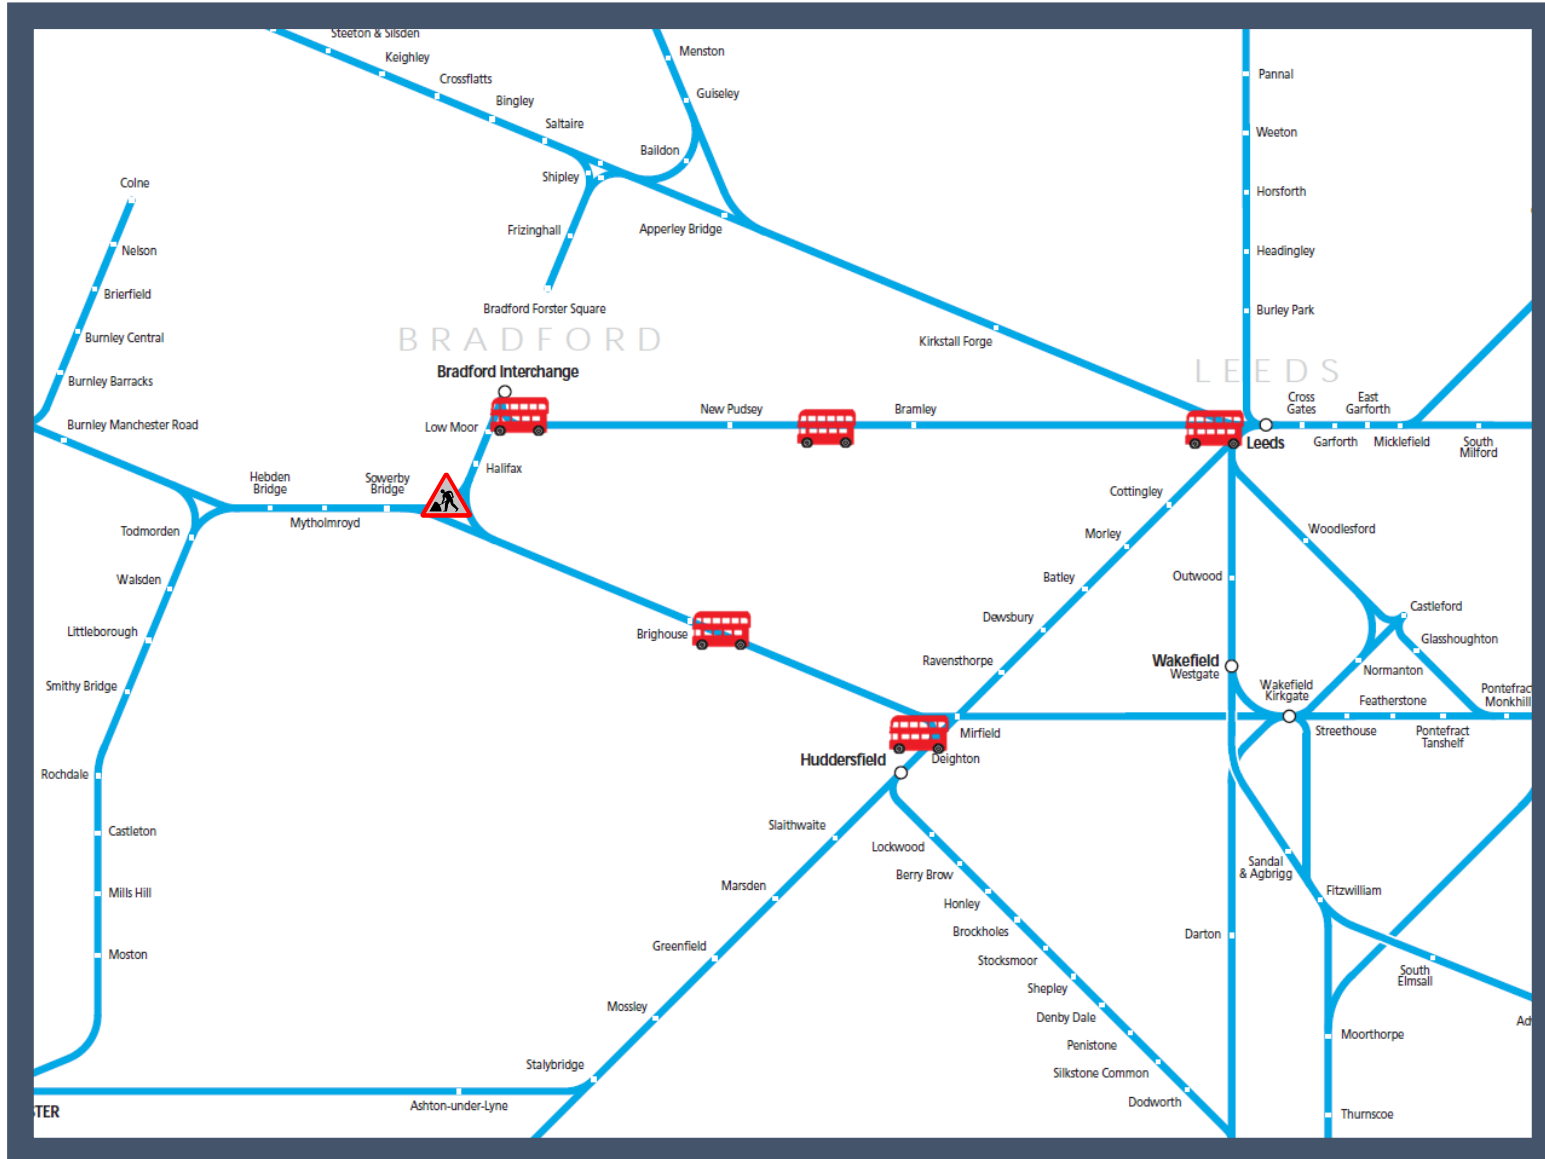 Steeton & Silsden
Keighley
Crossflatts
Bingley
Saltaire
Shipley
Frizinghall
Bradford Forster Square
Menston
Guiseley
Baildon
Apperley Bridge
Kirkstall Forge
Pannal
Weeton
Horsforth
Headingley
Burley Park
Colne
Nelson
Brierfield
Burnley Central
Burnley Barracks
Burnley Manchester Road
BRADFORD
Bradford Interchange
Low Moor
Halifax
New Pudsey
Bramley
LEEDS
Leeds
Cross
Gates
Garforth
East
Garforth
Micklefield
South
Milford
Hebden
Bridge
Mytholmroyd
Sowerby
Bridge
Todmorden
Walsden
Littleborough
Smithy Bridge
Rochdale
Castleton
Mills Hill
Moston
STER
Brighouse
Cottingley
Morley
Batley
Dewsbury
Ravensthorpe
Mirfield
Deighton
Huddersfield
Outwood
Wakefield
Westgate
Wakefield
Kirkgate
Woodlesford
Castleford
Glasshoughton
Normanton
Featherstone
Streethouse
Pontefract
Tanshelf
Pontefrac
Monkhill
Slaithwaite
Marsden
Greenfield
Mossley
Stalybridge
Ashton-under-Lyne
Lockwood
Berry Brow
Honley
Brockholes
Stocksmoor
Shepley
Denby Dale
Penistone
Silkstone Common
Dodworth
Darton
Sandal
& Agbrigg
Fitzwilliam
South
Elmsall
Ad
Moorthorpe
Thurnscoe